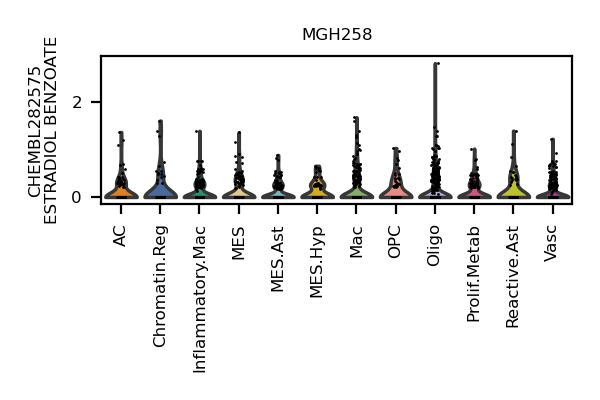 MGH258
CHEMBL282575
ESTRADIOL BENZOATE
2
0
AC
Chromatin.Reg
Inflammatory.Mac
MES
MES.Ast
MES.Hyp
Mac
OPC
Oligo
Prolif.Metab
Reactive.Ast
Vasc